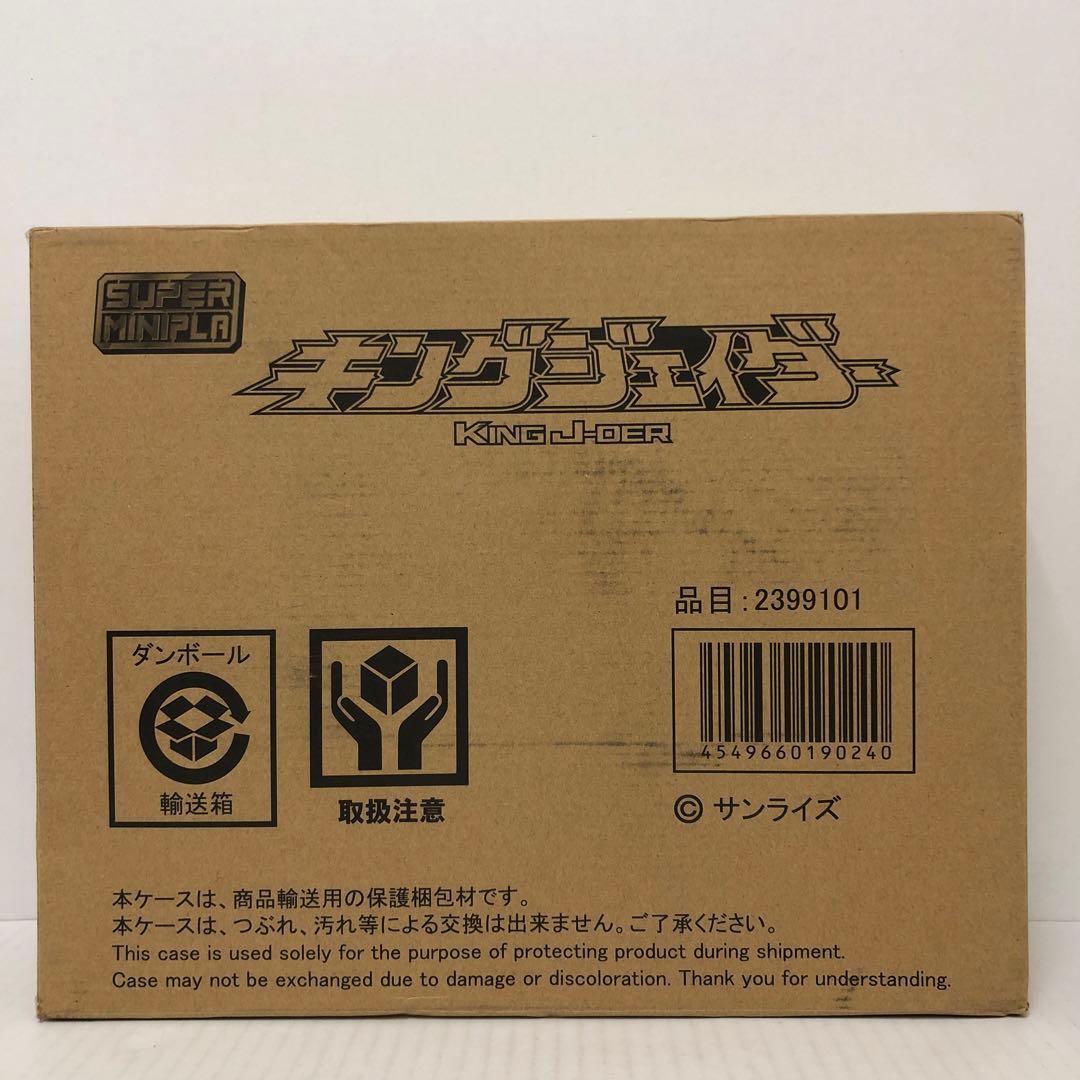 SUPER
MINIPLA
キングジェイダー
KING J-DER
品目:2399101
4549660190240
ダンボール
輸送箱
取扱注意
© サンライズ
本ケースは、商品輸送用の保護梱包材です。
本ケースは、つぶれ、汚れ等による交換は出来ません。ご了承ください。
This case is used solely for the purpose of protecting product during shipment.
Case may not be exchanged due to damage or discoloration. Thank you for understanding.